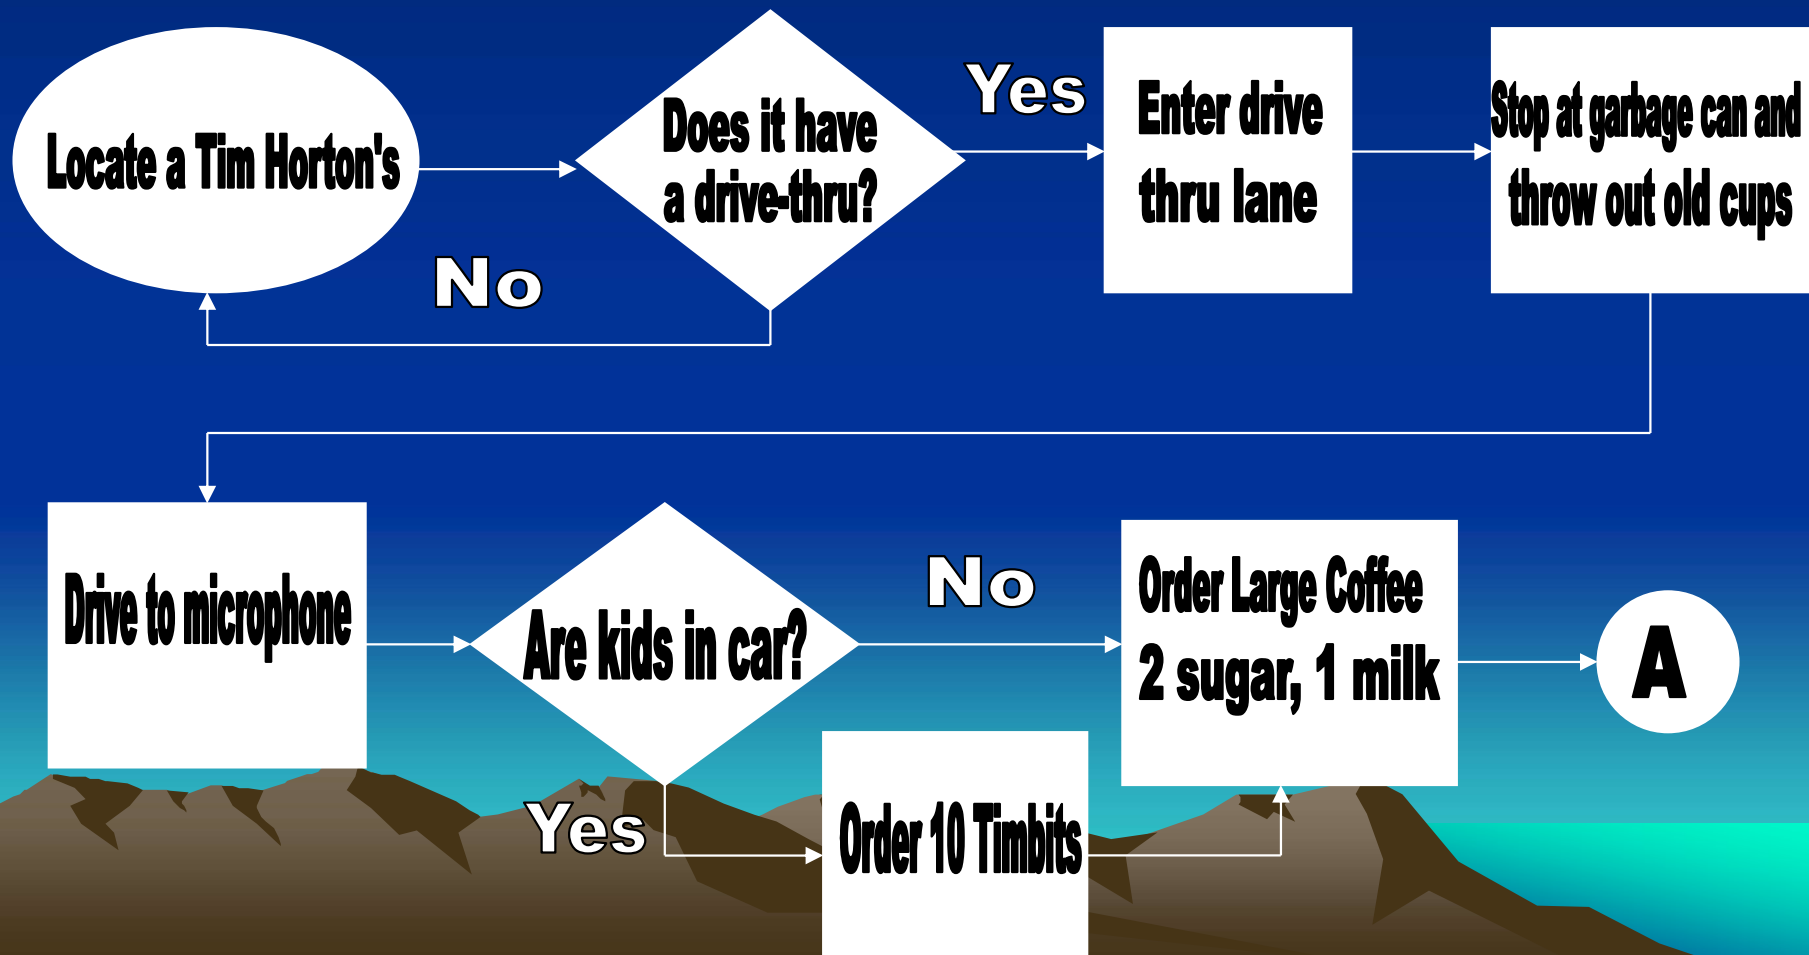 Locate a Tim Horton's
Does it have
a drive-thru?
Yes
No
Enter drive
thru lane
Stop at garbage can and
throw out old cups
Drive to microphone
Are kids in car?
No
Yes
Order 10 Timbits
Order Large Coffee
2 sugar, 1 milk
A